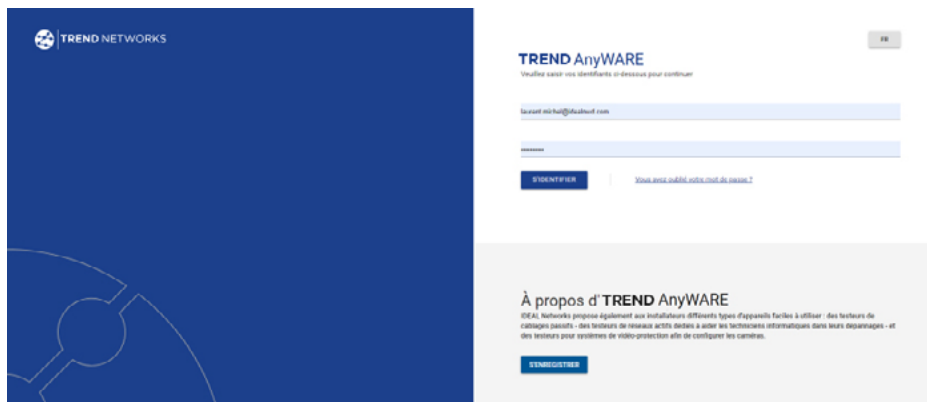 TREND NETWORKS
FR
TREND AnyWARE
Veuillez saisir vos identifiants ci-dessous pour continuer
S'IDENTIFIER
Vous avez oublié votre mot de passe ?
À propos d' TREND AnyWARE
IDEAL Networks propose également aux installateurs différents types d'appareils faciles à utiliser : des testeurs de
câblages passifs - des testeurs de réseaux actifs dédiés à aider les techniciens informatiques dans leurs dépannages - et
des testeurs pour systèmes de vidéo-protection afin de configurer les caméras.
S'ENREGISTRER